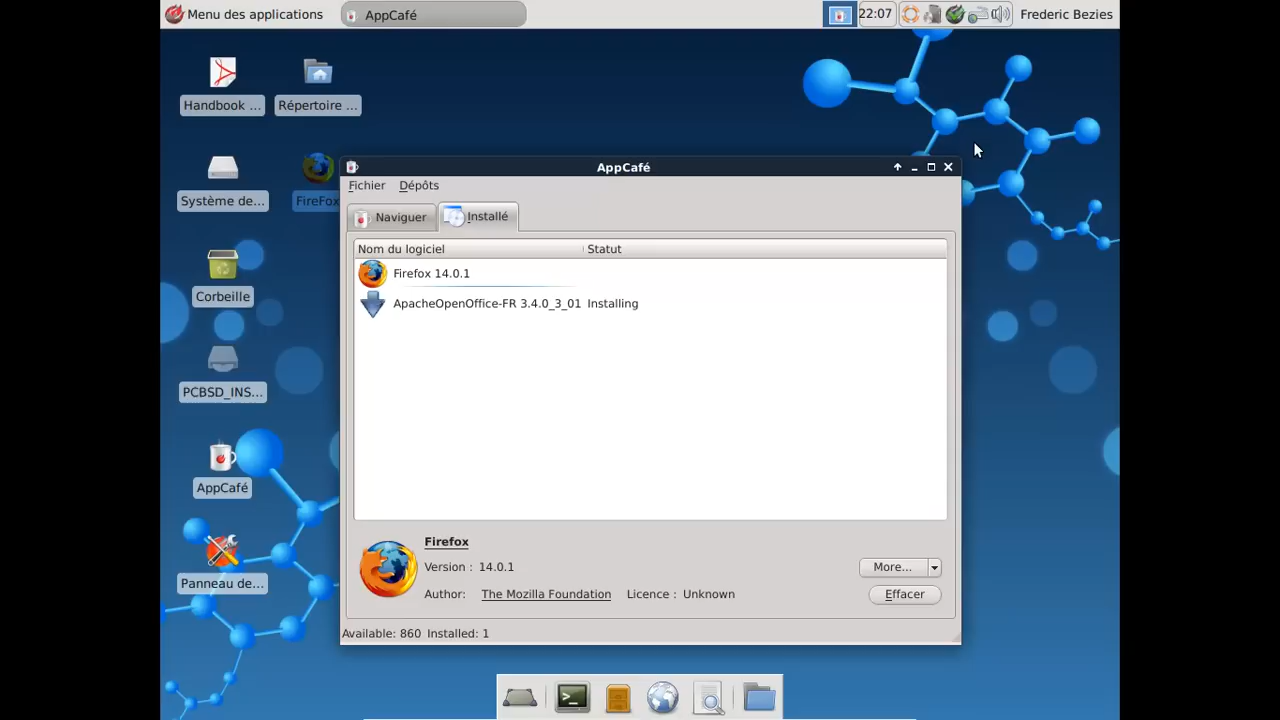 Menu des applications
AppCafé
22:07
Frederic Bezies
Handbook ...
Répertoire ...
Système de...
FireFox
Corbeille
PCBSD_INS...
AppCafé
Panneau de...
AppCafé
Fichier Dépôts
Naviguer Installé
Nom du logiciel Statut
Firefox 14.0.1
ApacheOpenOffice-FR 3.4.0_3_01 Installing
Firefox
Version : 14.0.1
More...
Author: The Mozilla Foundation Licence : Unknown
Effacer
Available: 860 Installed: 1